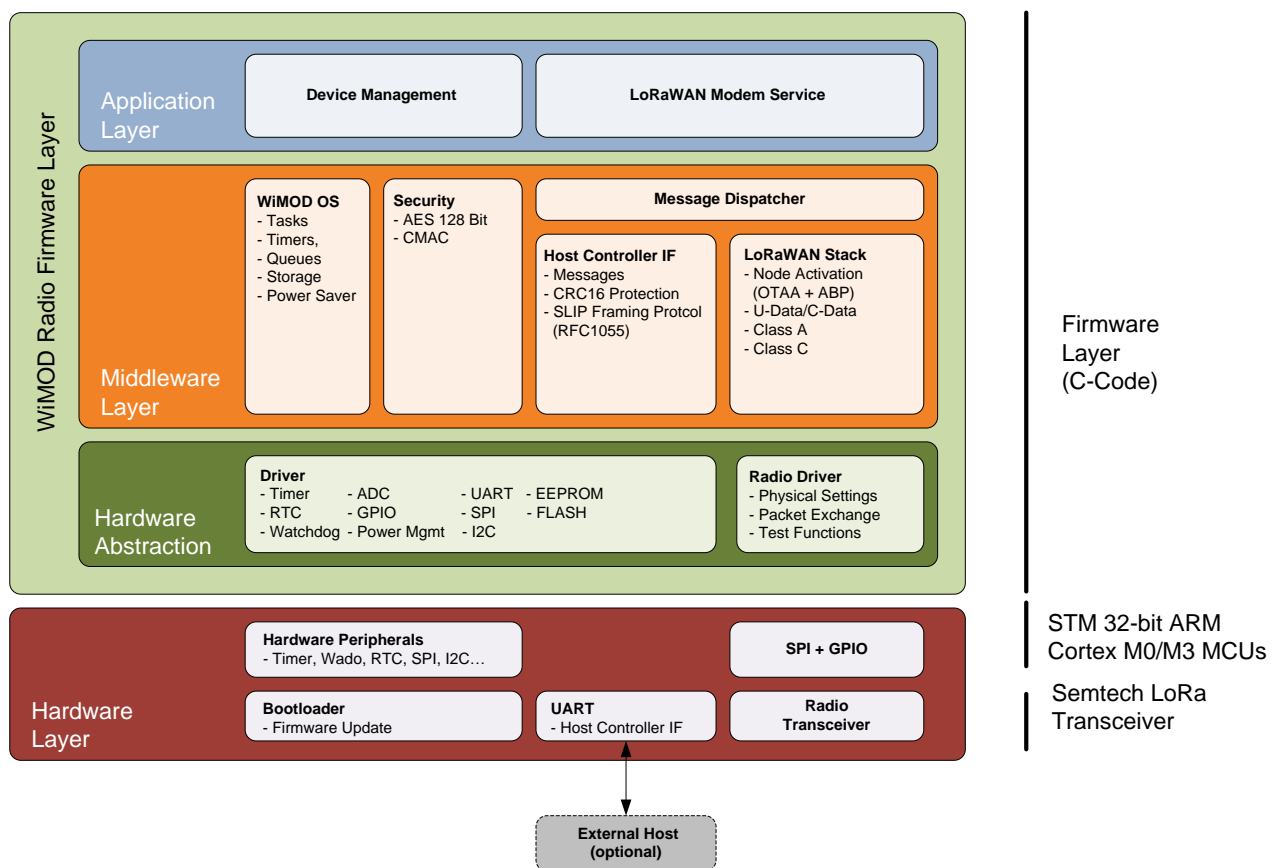 WiMOD Radio Firmware Layer
Application
Layer
Device Management
LoRaWAN Modem Service
Middleware
Layer
WiMOD OS
- Tasks
- Timers,
- Queues
- Storage
- Power Saver
Security
- AES 128 Bit
- CMAC
Message Dispatcher
Host Controller IF
- Messages
- CRC16 Protection
- SLIP Framing Protcol
(RFC1055)
LoRaWAN Stack
- Node Activation
(OTAA + ABP)
- U-Data/C-Data
- Class A
- Class C
Hardware
Abstraction
Driver
- Timer - ADC - UART - EEPROM
- RTC - GPIO - SPI - FLASH
- Watchdog - Power Mgmt - I2C
Radio Driver
- Physical Settings
- Packet Exchange
- Test Functions
Firmware
Layer
(C-Code)
Hardware
Layer
Hardware Peripherals
- Timer, Wado, RTC, SPI, I2C…
SPI + GPIO
Bootloader
- Firmware Update
UART
- Host Controller IF
Radio
Transceiver
STM 32-bit ARM
Cortex M0/M3 MCUs
Semtech LoRa
Transceiver
External Host
(optional)